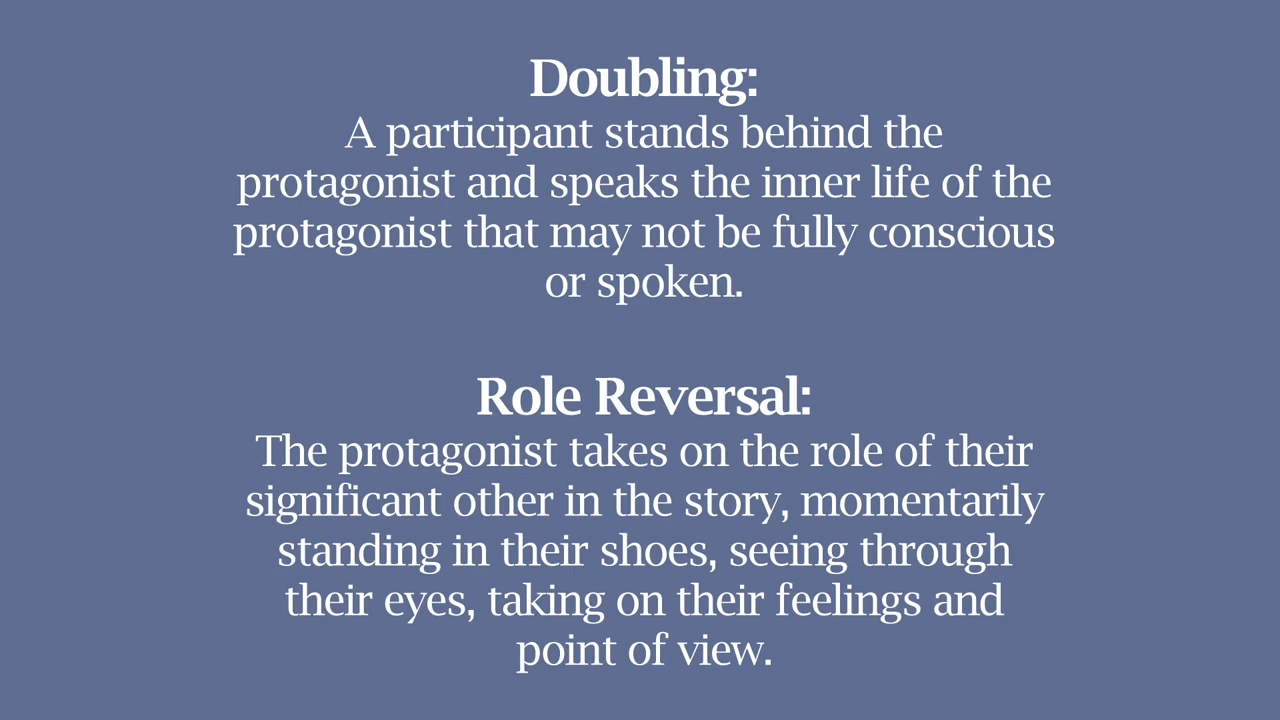 Doubling:
A participant stands behind the
protagonist and speaks the inner life of the
protagonist that may not be fully conscious
or spoken.
Role Reversal:
The protagonist takes on the role of their
significant other in the story, momentarily
standing in their shoes, seeing through
their eyes, taking on their feelings and
point of view.